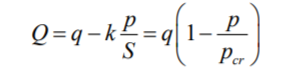 Q = q − k p/S = q(1 − p/p_cr)